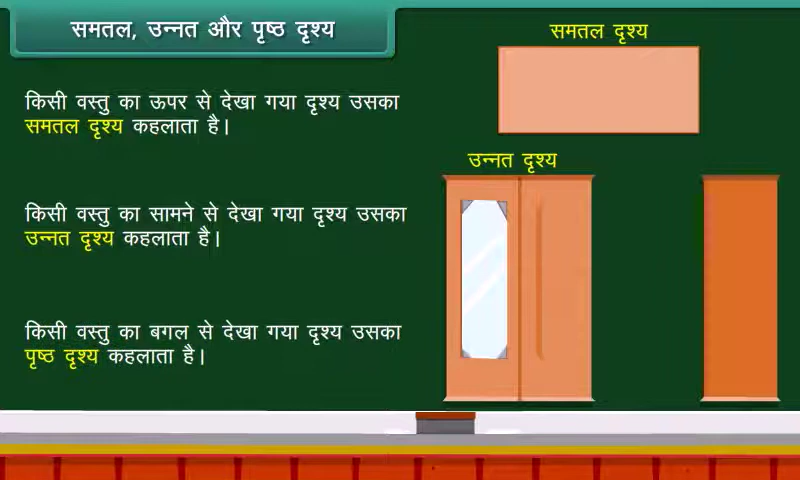 समतल, उन्नत और पृष्ठ दृश्य
समतल दृश्य
किसी वस्तु का ऊपर से देखा गया दृश्य उसका
समतल दृश्य कहलाता है।
उन्नत दृश्य
किसी वस्तु का सामने से देखा गया दृश्य उसका
उन्नत दृश्य कहलाता है।
किसी वस्तु का बगल से देखा गया दृश्य उसका
पृष्ठ दृश्य कहलाता है।